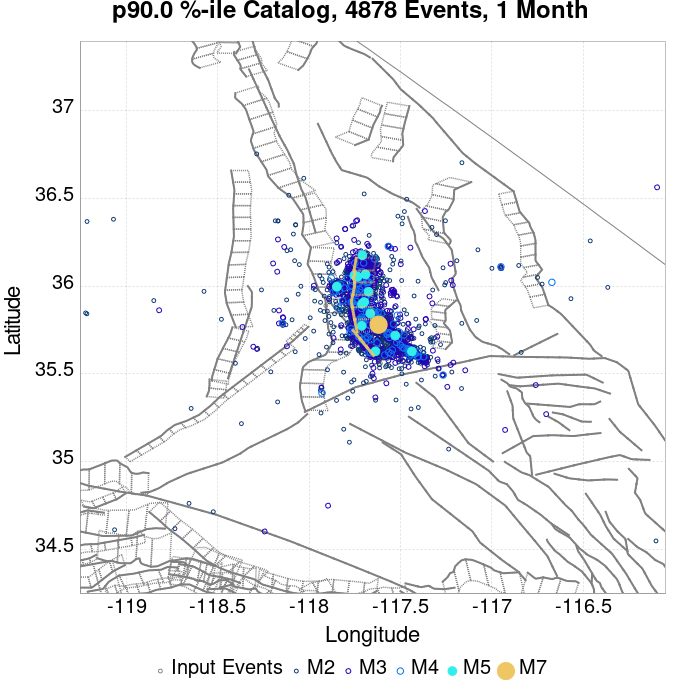 p90.0 %-ile Catalog, 4878 Events, 1 Month
37
36.5
36
35.5
35
34.5
Latitude
-119 -118.5 -118 -117.5 -117 -116.5
Longitude
Input Events M2 M3 M4 M5 M7